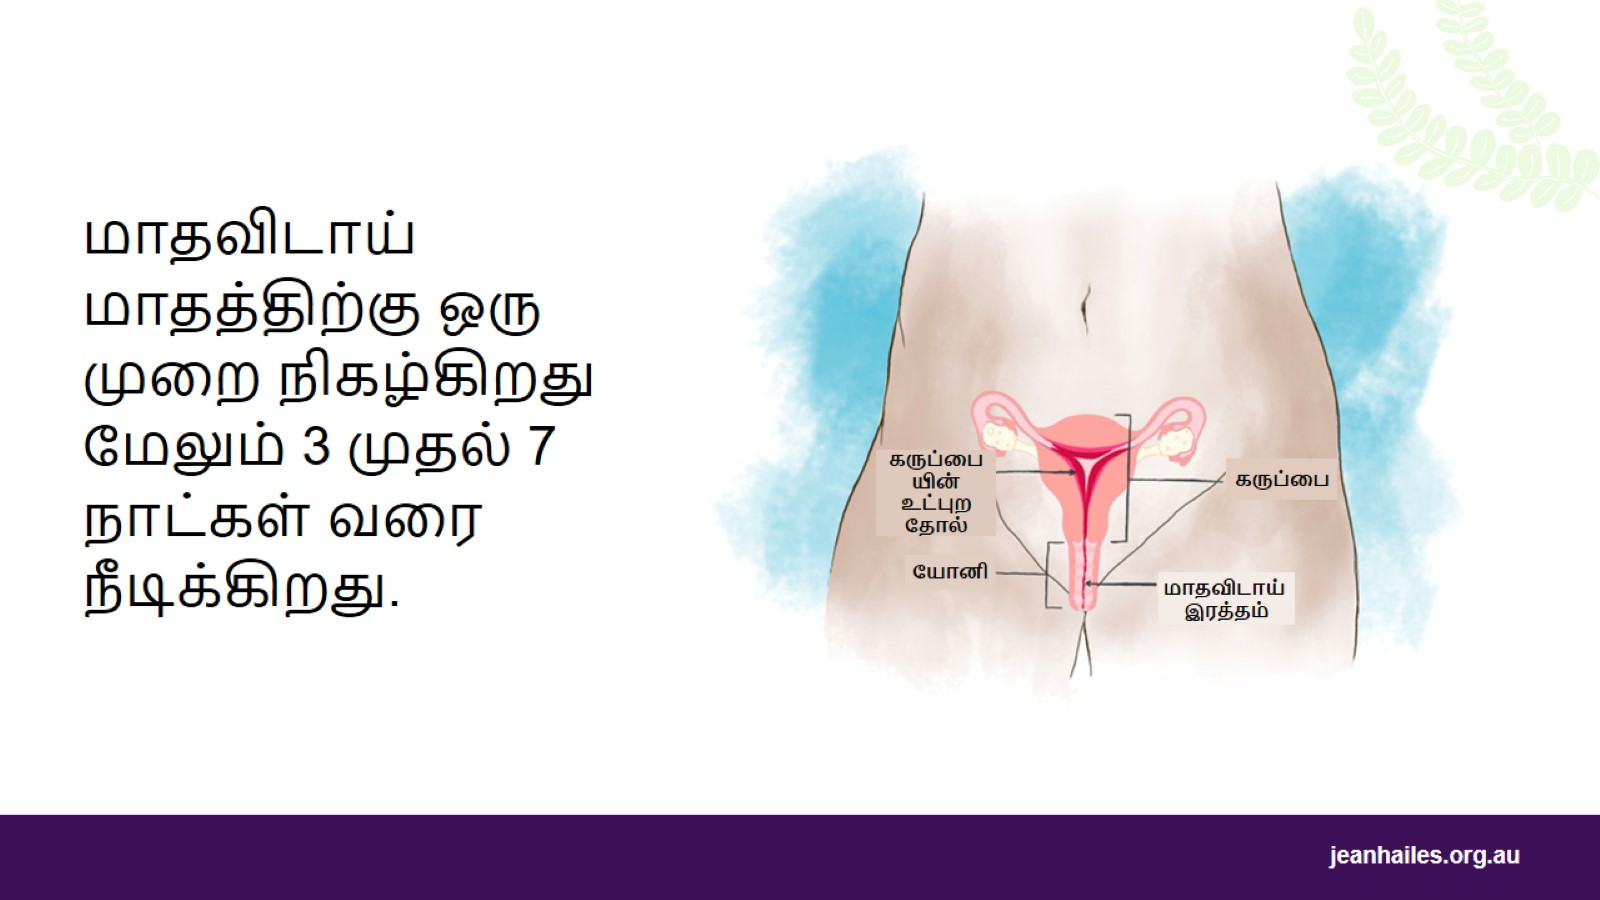 மாதவிடாய்
மாதத்திற்கு ஒரு
முறை நிகழ்கிறது
மேலும் 3 முதல் 7
நாட்கள் வரை
நீடிக்கிறது.
கருப்பை
யின்
உட்புற
தோல்
யோனி
கருப்பை
மாதவிடாய்
இரத்தம்
jeanhailes.org.au